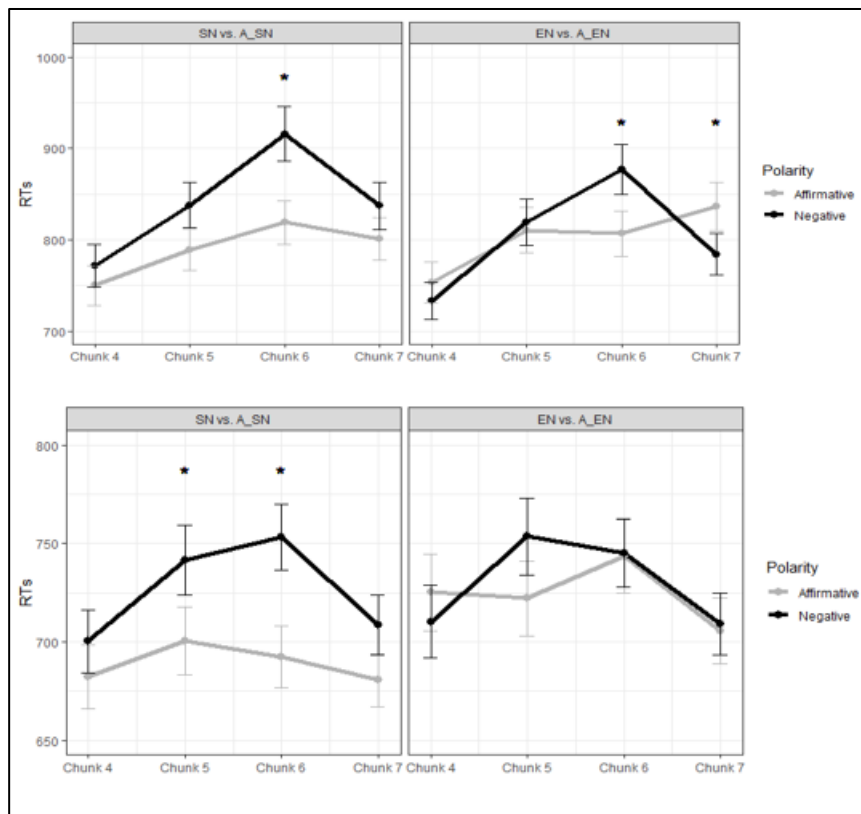 SN vs. A_SN
EN vs. A_EN
1000
900
800
700
RTs
*
*
*
Chunk 4
Chunk 5
Chunk 6
Chunk 7
Chunk 4
Chunk 5
Chunk 6
Chunk 7
Polarity
Affirmative
Negative
SN vs. A_SN
EN vs. A_EN
800
750
700
650
RTs
*
*
Chunk 4
Chunk 5
Chunk 6
Chunk 7
Chunk 4
Chunk 5
Chunk 6
Chunk 7
Polarity
Affirmative
Negative